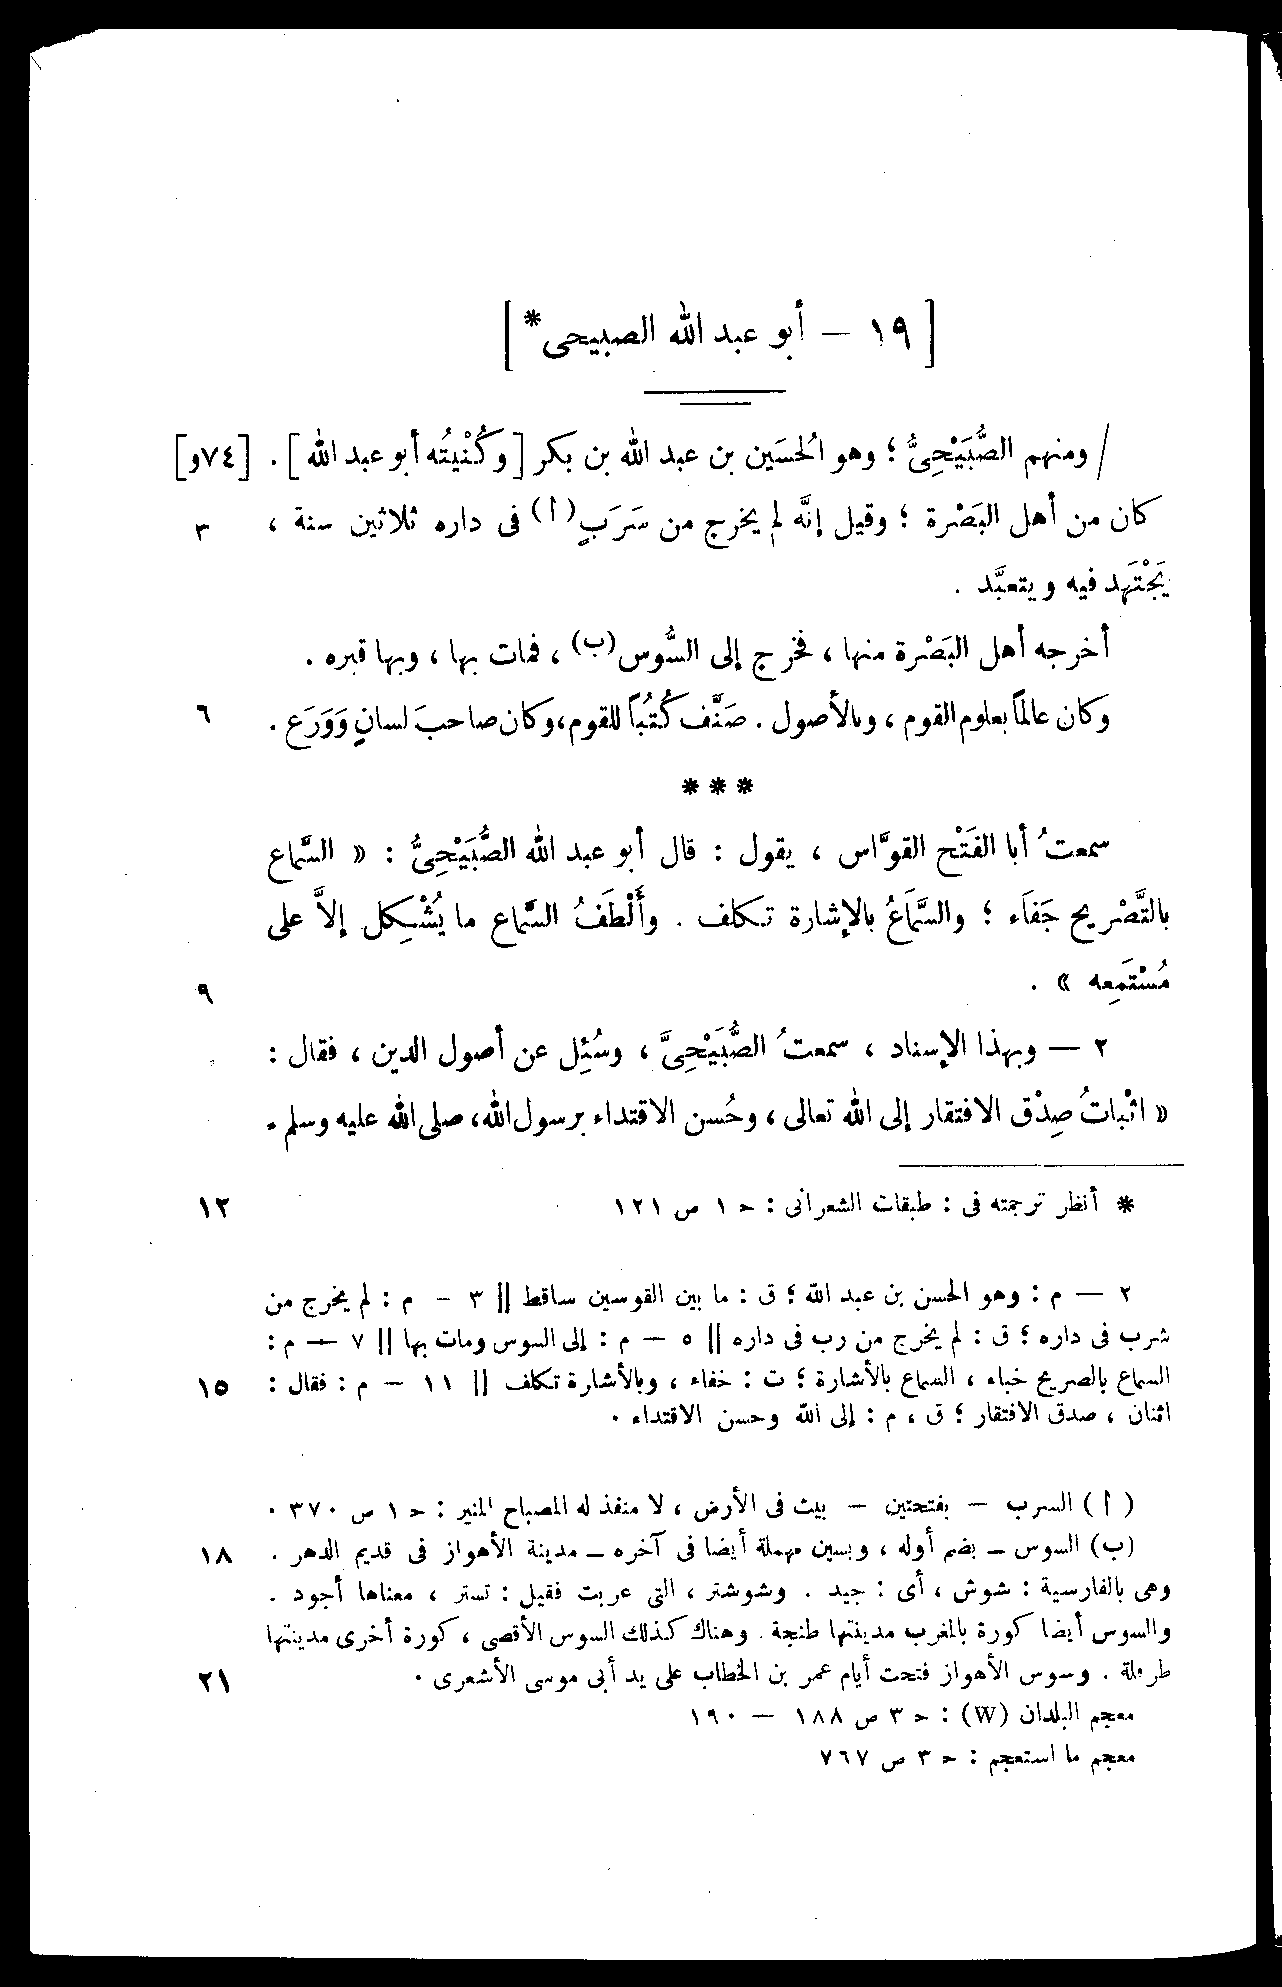 [ ١٩ — أبو عبد الله الصبيحى* ]
/ ومنهم الصُّبَيْحِىُّ ؛ وهو الحُسَين بن عبد الله بن بكر [ وكُنْيتُه أبو عبد الله ] . [٧٤و]
كان من أهل البَصْرة ؛ وقيل إنَّه لم يخرج من سَرَبٍ(أ) فى داره ثلاثين سنة ، ٣
يَجْتَهد فيه ويتعبَّد .
أخرجه أهل البَصْرة منها ، فخرج إلى السُّوس(ب) ، فمات بها ، وبها قبره .
وكان عالماً بعلوم القوم ، وبالأصول . صَنَّف كُتُباً للقوم، وكان صاحبَ لسانٍ وَوَرَع . ٦
* * *
سمعتُ أبا الفَتْح القوَّاس ، يقول : قال أبو عبد الله الصُّبَيْحِىُّ : « السَّماع
بالتَّصْريح جَفَاء ؛ والسَّمَاعُ بالإشارة تكلف . وأَلْطَفُ السَّماع ما يُشْكِل إلاَّ على
مُسْتَمِعه » . ٩
٢ — وبهذا الإسناد ، سمعتُ الصُّبَيْحِىَّ ، وسُئِل عن أصول الدين ، فقال :
« اثْباتُ صِدْق الافتقار إلى الله تعالى ، وحُسن الاقتداء برسول الله، صلى الله عليه وسلم .
* أنظر ترجمته فى : طبقات الشعرانى : ح ١ ص ١٢١ ١٢
٢ — م : وهو الحسن بن عبد الله ؛ ق : ما بين القوسين ساقط || ٣ — م : لم يخرج من
شرب فى داره ؛ ق : لم يخرج من رب فى داره || ٥ — م : إلى السوس ومات بها || ٧ — م :
السماع بالصريح خباء ، السماع بالأشارة ؛ ت : خفاء ، وبالأشارة تكلف || ١١ — م : فقال : ١٥
اثنان ، صدق الافتقار ؛ ق ، م : إلى الله وحسن الاقتداء .
( أ ) السرب — بفتحتين — بيت فى الأرض ، لا منفذ له المصباح المنير : ح ١ ص ٣٧٠ .
(ب) السوس — بضم أوله ، وبسين مهملة أيضا فى آخره — مدينة الأهواز فى قديم الدهر . ١٨
وهى بالفارسية : شوش ، أى : جيد . وشوشتر ، التى عربت فقيل : تستر ، معناها أجود .
والسوس أيضا كورة بالمغرب مدينتها طنجة . وهناك كذلك السوس الأقصى ، كورة أخرى مدينتها
طرقلة . وسوس الأهواز فتحت أيام عمر بن الخطاب على يد أبى موسى الأشعرى . ٢١
معجم البلدان (W) : ح ٣ ص ١٨٨ — ١٩٠
معجم ما استعجم : ح ٣ ص ٧٦٧